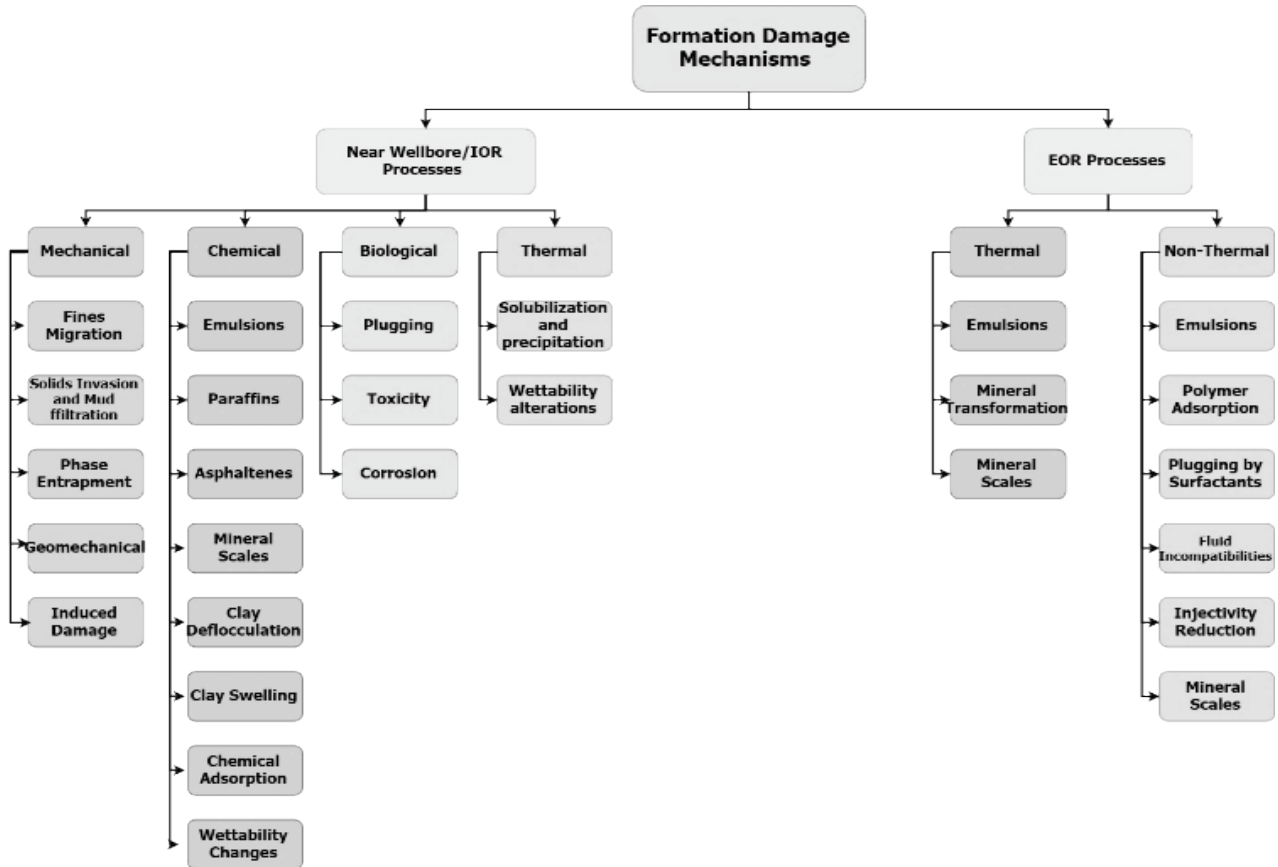 Formation Damage
Mechanisms
Near Wellbore/IOR
Processes
EOR Processes
Mechanical
Fines
Migration
Solids Invasion
and Mud
ffiltration
Phase
Entrapment
Geomechanical
Induced
Damage
Chemical
Emulsions
Paraffins
Asphaltenes
Mineral
Scales
Clay
Deflocculation
Clay Swelling
Chemical
Adsorption
Wettability
Changes
Biological
Plugging
Toxicity
Corrosion
Thermal
Solubilization
and
precipitation
Wettability
alterations
Thermal
Emulsions
Mineral
Transformation
Mineral
Scales
Non-Thermal
Emulsions
Polymer
Adsorption
Plugging by
Surfactants
Fluid
Incompatibilities
Injectivity
Reduction
Mineral
Scales